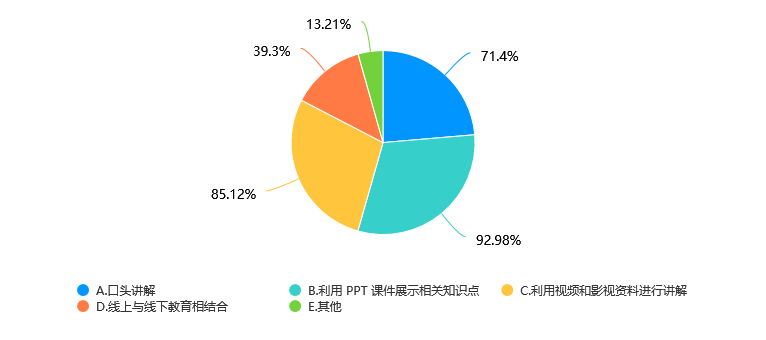 13.21%
39.3%
71.4%
85.12%
92.98%
A.口头讲解
B.利用 PPT 课件展示相关知识点
C.利用视频和影视资料进行讲解
D.线上与线下教育相结合
E.其他